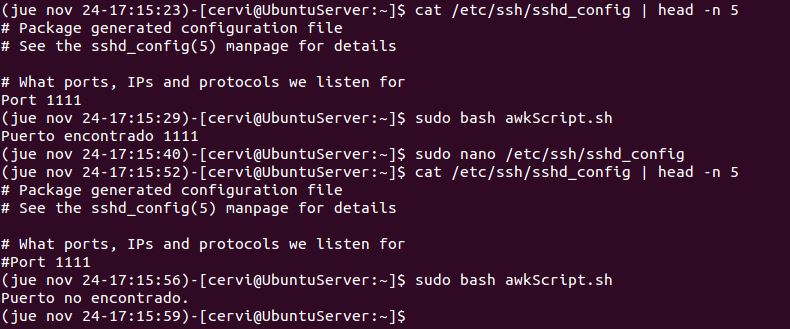 (jue nov 24-17:15:23)-[cervi@UbuntuServer:~]$ cat /etc/ssh/sshd_config | head -n 5
# Package generated configuration file
# See the sshd_config(5) manpage for details

# What ports, IPs and protocols we listen for
Port 1111
(jue nov 24-17:15:29)-[cervi@UbuntuServer:~]$ sudo bash awkScript.sh
Puerto encontrado 1111
(jue nov 24-17:15:40)-[cervi@UbuntuServer:~]$ sudo nano /etc/ssh/sshd_config
(jue nov 24-17:15:52)-[cervi@UbuntuServer:~]$ cat /etc/ssh/sshd_config | head -n 5
# Package generated configuration file
# See the sshd_config(5) manpage for details

# What ports, IPs and protocols we listen for
#Port 1111
(jue nov 24-17:15:56)-[cervi@UbuntuServer:~]$ sudo bash awkScript.sh
Puerto no encontrado.
(jue nov 24-17:15:59)-[cervi@UbuntuServer:~]$